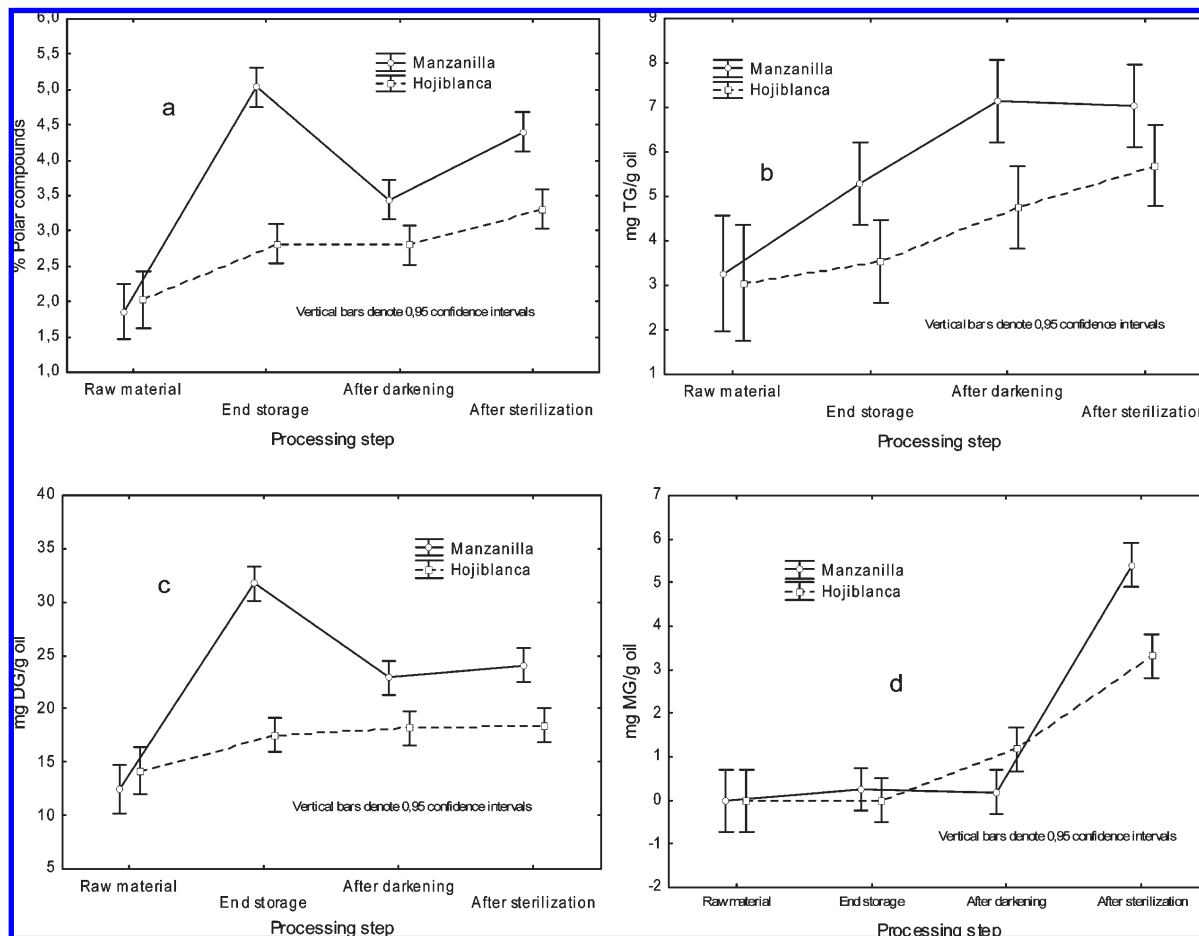 6,0
5,5
5,0
4,5
4,0
3,5
3,0
2,5
2,0
1,5
1,0
% Polar compounds
a
Manzanilla
Hojiblanca
Vertical bars denote 0,95 confidence intervals
Raw material
End storage
After darkening
After sterilization
Processing step
9
8
7
6
5
4
3
2
1
mg TG/g oil
b
Manzanilla
Hojiblanca
Vertical bars denote 0,95 confidence intervals
Raw material
End storage
After darkening
After sterilization
Processing step
40
35
30
25
20
15
10
5
mg DG/g oil
c
Manzanilla
Hojiblanca
Vertical bars denote 0,95 confidence intervals
Raw material
End storage
After darkening
After sterilization
Processing step
7
6
5
4
3
2
1
0
-1
-2
mg MG/g oil
d
Manzanilla
Hojiblanca
Vertical bars denote 0,95 confidence intervals
Raw material
End storage
After darkening
After sterilization
Processing step